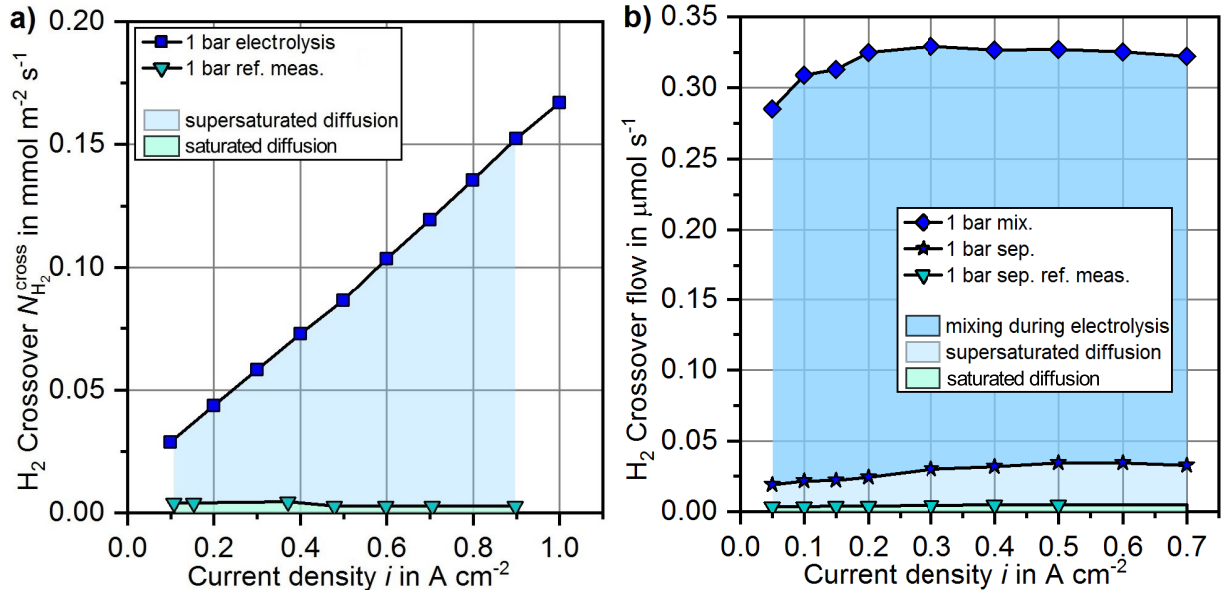 a)
H₂ Crossover N_H₂^cross in mmol m⁻² s⁻¹
0.20
0.15
0.10
0.05
0.00
1 bar electrolysis
1 bar ref. meas.
supersaturated diffusion
saturated diffusion
0.0 0.2 0.4 0.6 0.8 1.0
Current density i in A cm⁻²
b)
H₂ Crossover flow in μmol s⁻¹
0.35
0.30
0.25
0.20
0.15
0.10
0.05
0.00
1 bar mix.
1 bar sep.
1 bar sep. ref. meas.
mixing during electrolysis
supersaturated diffusion
saturated diffusion
0.0 0.1 0.2 0.3 0.4 0.5 0.6 0.7
Current density i in A cm⁻²